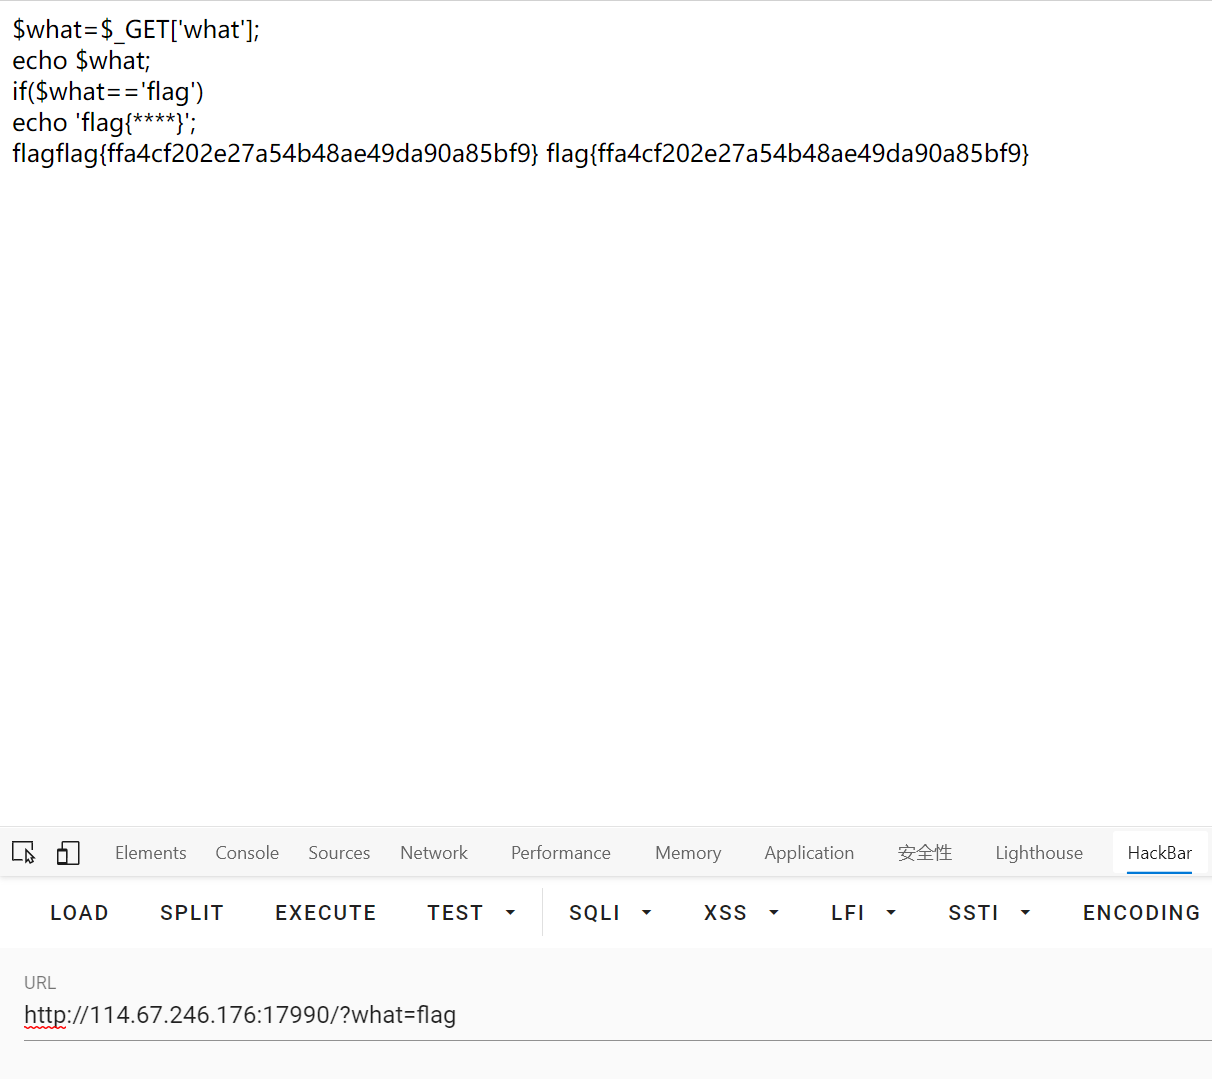 $what=$_GET['what'];
echo $what;
if($what=='flag')
echo 'flag{****}';
flagflag{ffa4cf202e27a54b48ae49da90a85bf9} flag{ffa4cf202e27a54b48ae49da90a85bf9}
Elements Console Sources Network Performance Memory Application 安全性 Lighthouse HackBar
LOAD SPLIT EXECUTE TEST SQLI XSS LFI SSTI ENCODING
URL
http://114.67.246.176:17990/?what=flag